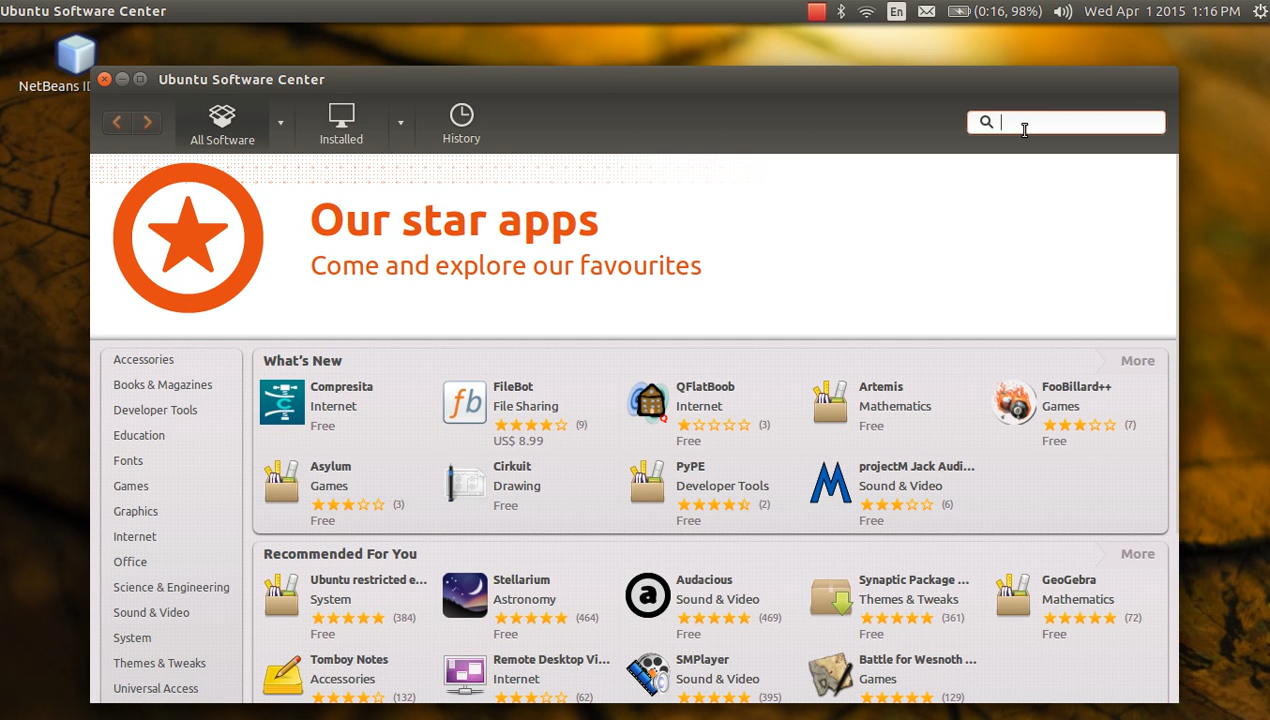 Ubuntu Software Center
En
(0:16, 98%)
Wed Apr 1 2015 1:16 PM
Ubuntu Software Center
All Software
Installed
History
Our star apps
Come and explore our favourites
Accessories
Books & Magazines
Developer Tools
Education
Fonts
Games
Graphics
Internet
Office
Science & Engineering
Sound & Video
System
Themes & Tweaks
Universal Access
What's New
More
Compresita
Internet
Free
fb
FileBot
File Sharing
(9)
US$ 8.99
QFlatBoob
Internet
(3)
Free
Artemis
Mathematics
Free
FooBillard++
Games
(7)
Free
Asylum
Games
(3)
Free
Cirkuit
Drawing
Free
PyPE
Developer Tools
(2)
Free
projectM Jack Audi...
Sound & Video
(6)
Free
Recommended For You
More
Ubuntu restricted e...
System
(384)
Free
Stellarium
Astronomy
(464)
Free
a
Audacious
Sound & Video
(469)
Free
Synaptic Package ...
Themes & Tweaks
(361)
Free
GeoGebra
Mathematics
(72)
Free
Tomboy Notes
Accessories
(132)
Remote Desktop Vi...
Internet
(62)
SMPlayer
Sound & Video
(395)
Battle for Wesnoth ...
Games
(129)
NetBeans ID